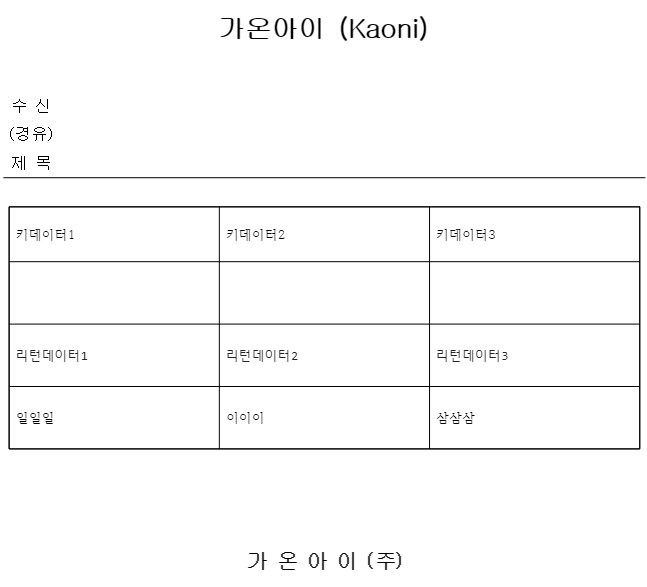 가온아이 (Kaoni)
수 신
(경유)
제 목
키데이터1 키데이터2 키데이터3
리턴데이터1 리턴데이터2 리턴데이터3
일일일 이이이 삼삼삼
가 온 아 이 (주)